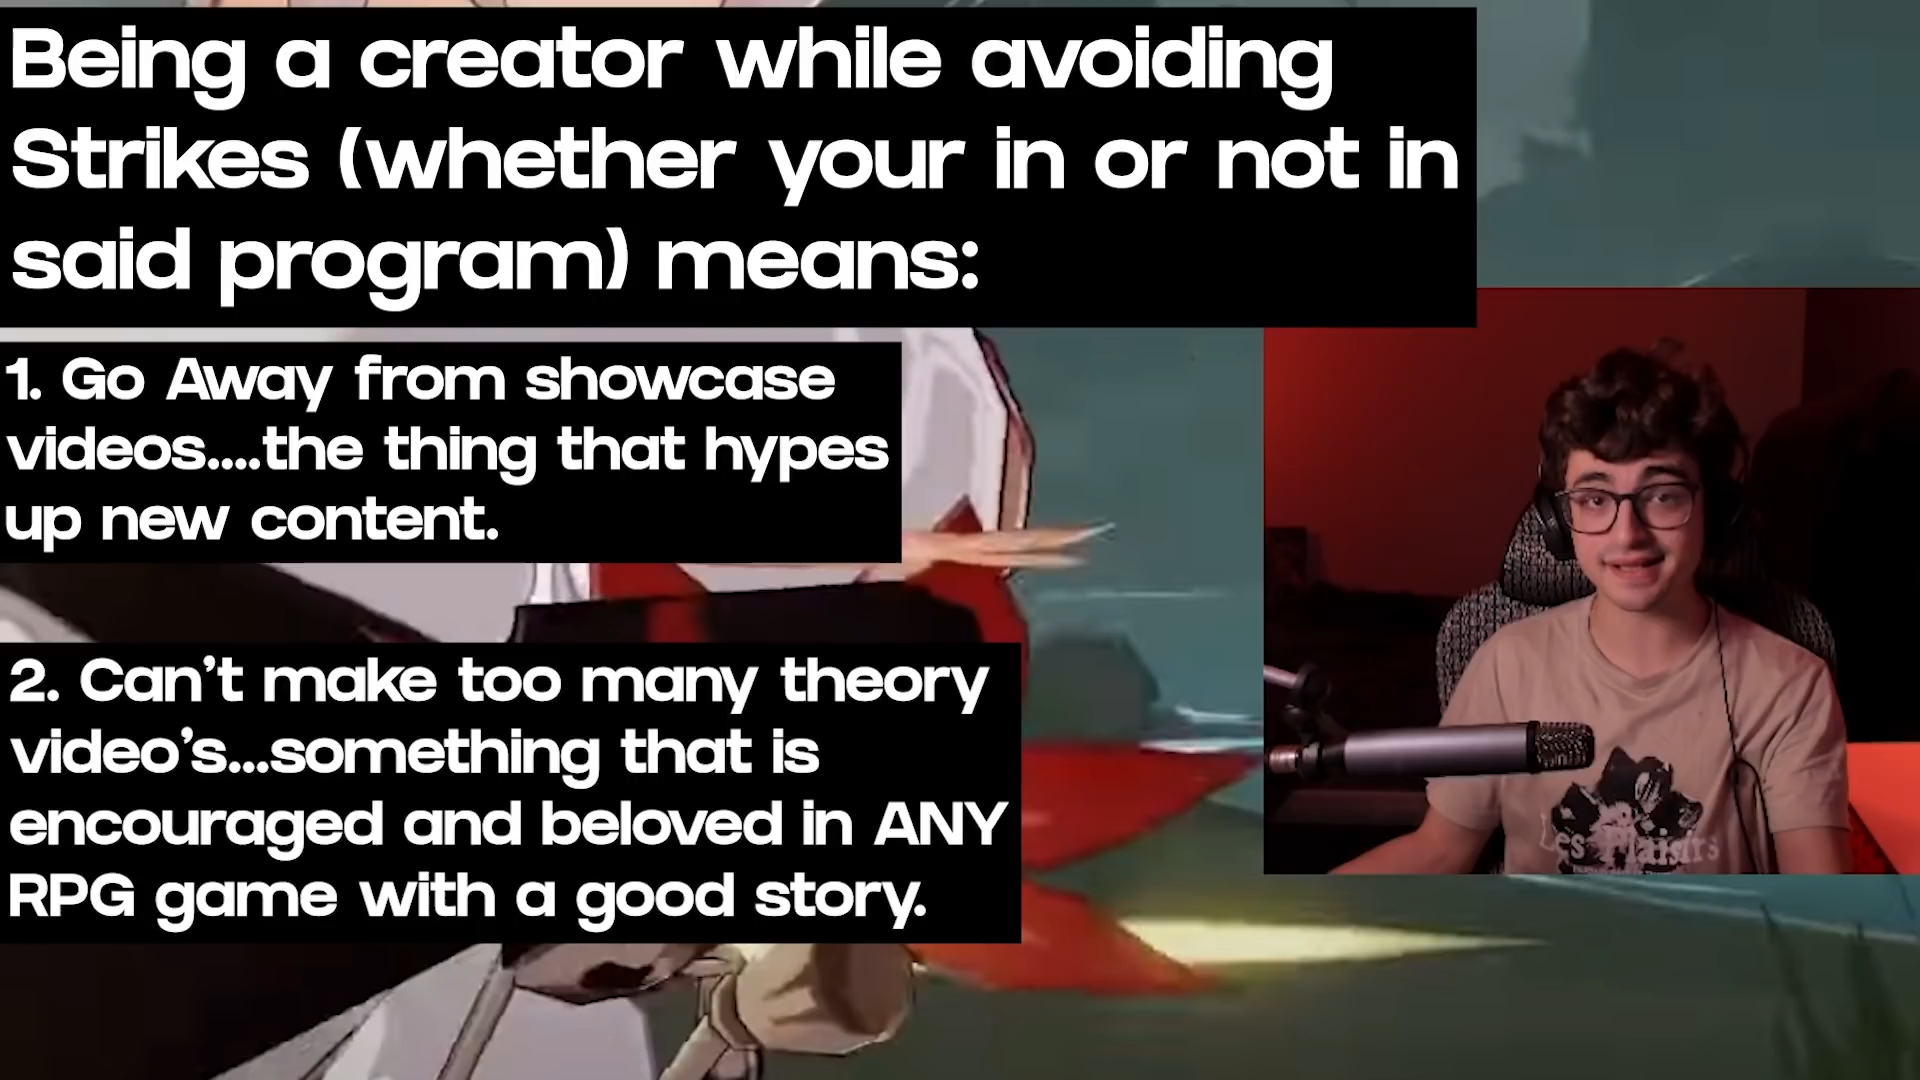 Being a creator while avoiding
Strikes (whether your in or not in
said program) means:
1. Go Away from showcase
videos....the thing that hypes
up new content.
2. Can’t make too many theory
video’s...something that is
encouraged and beloved in ANY
RPG game with a good story.
Les Plaisirs